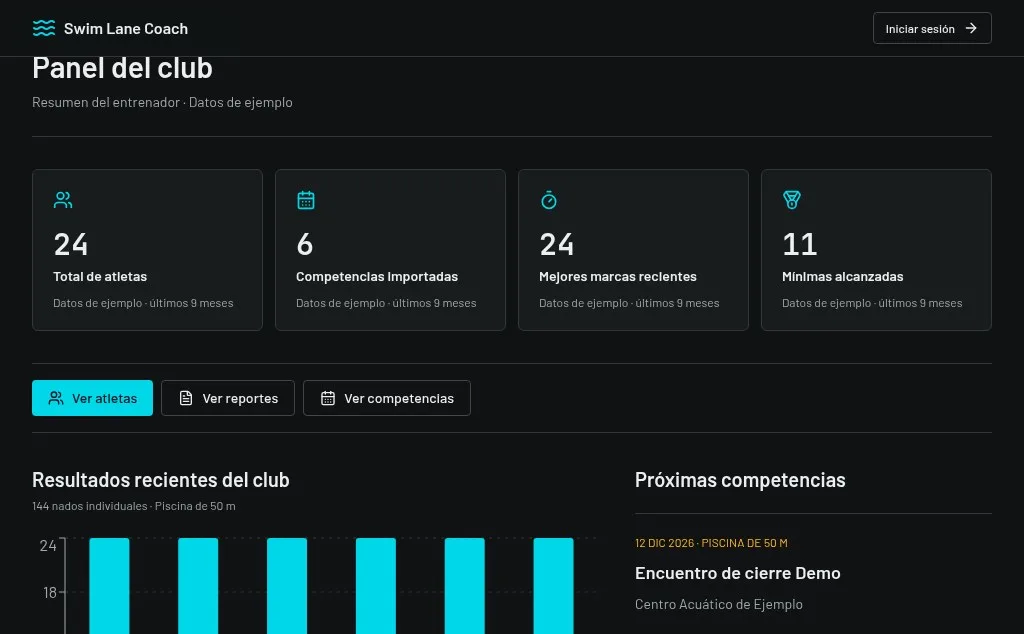 Swim Lane Coach
Iniciar sesión
Panel del club
Resumen del entrenador · Datos de ejemplo
24
Total de atletas
Datos de ejemplo · últimos 9 meses
6
Competencias importadas
Datos de ejemplo · últimos 9 meses
24
Mejores marcas recientes
Datos de ejemplo · últimos 9 meses
11
Mínimas alcanzadas
Datos de ejemplo · últimos 9 meses
Ver atletas
Ver reportes
Ver competencias
Resultados recientes del club
144 nados individuales · Piscina de 50 m
24
18
Próximas competencias
12 DIC 2026 · PISCINA DE 50 M
Encuentro de cierre Demo
Centro Acuático de Ejemplo